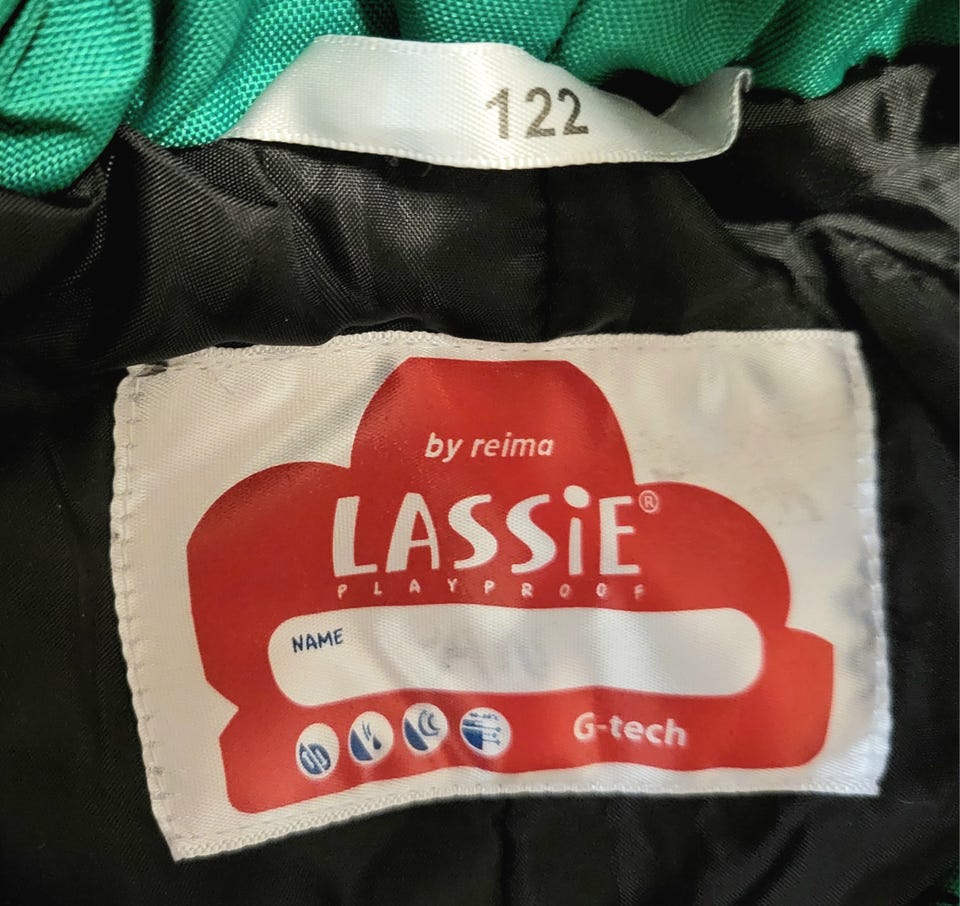 122
by reima
LASSiE®
PLAYPROOF
NAME
G-tech